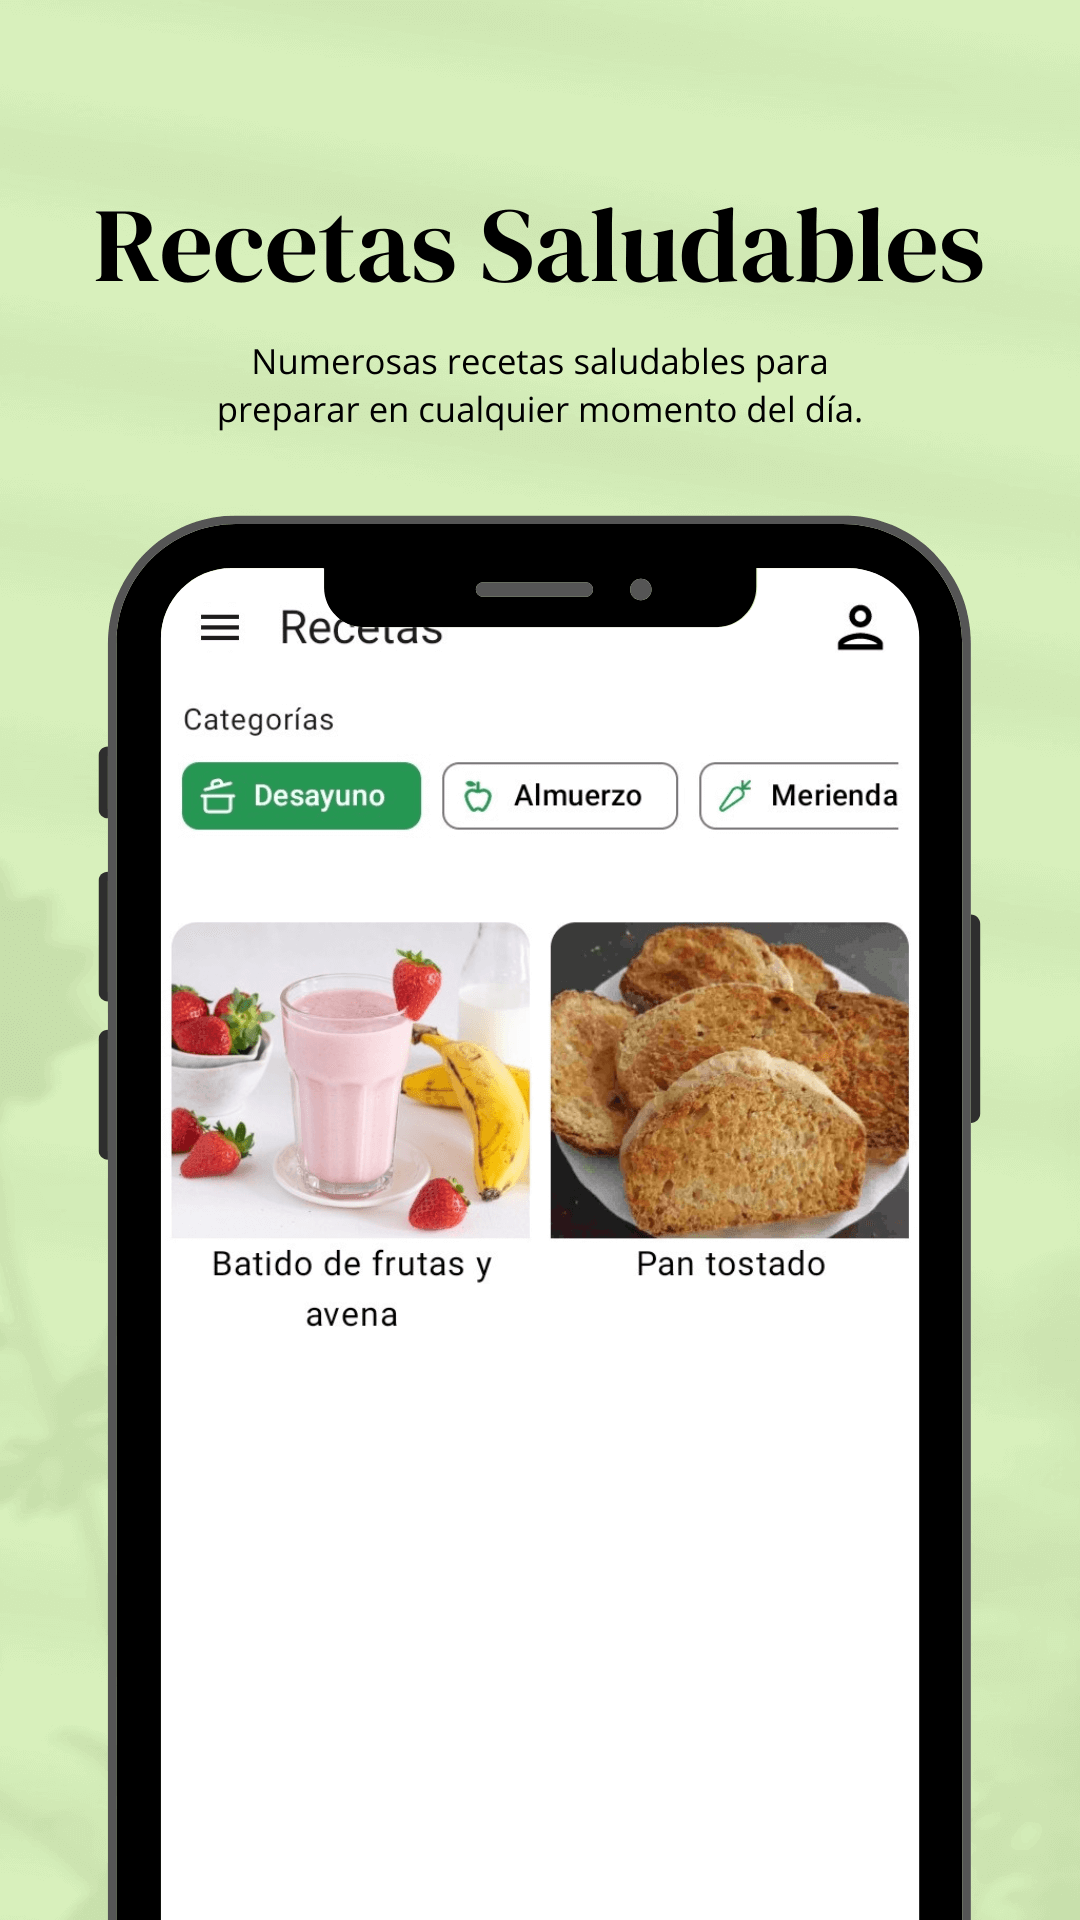 Recetas Saludables
Numerosas recetas saludables para
preparar en cualquier momento del día.
Recetas
Categorías
Desayuno
Almuerzo
Merienda
Batido de frutas y
avena
Pan tostado